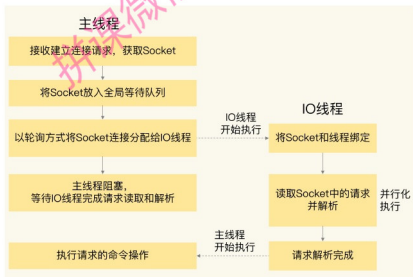 主线程
接收建立连接请求，获取Socket
将Socket放入全局等待队列
以轮询方式将Socket连接分配给IO线程
主线程阻塞，
等待IO线程完成请求读取和解析
执行请求的命令操作
IO线程
开始执行
主线程
开始执行
IO线程
将Socket和线程绑定
读取Socket中的请求
并解析
并行化
执行
请求解析完成
拼课微